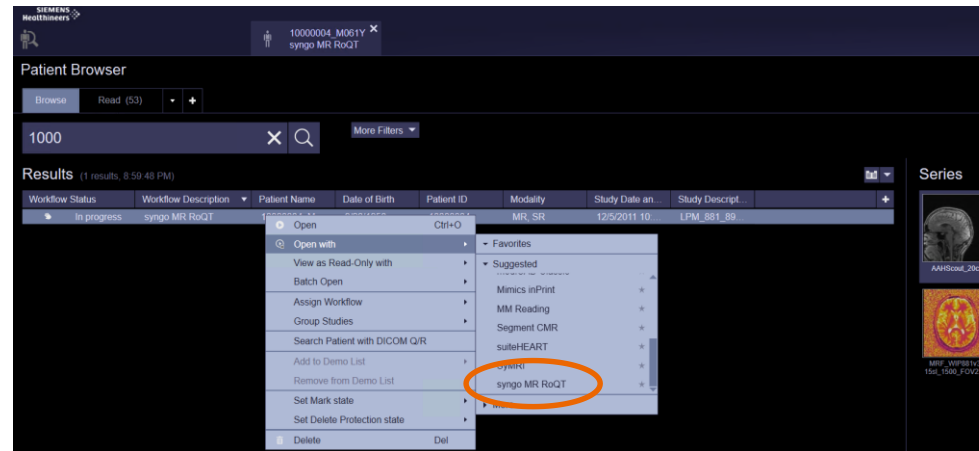 SIEMENS
Healthineers
10000004_M061Y
syngo MR RoQT
Patient Browser
Browse
Read (53)
1000
More Filters
Results (1 results, 8:59:48 PM)
Series
Workflow Status
Workflow Description
Patient Name
Date of Birth
Patient ID
Modality
Study Date an...
Study Descript...
In progress
syngo MR RoQT
MR, SR
12/5/2011 10:...
LPM_881_89...
Open Ctrl+O
Open with
View as Read-Only with
Batch Open
Assign Workflow
Group Studies
Search Patient with DICOM Q/R
Add to Demo List
Remove from Demo List
Set Mark state
Set Delete Protection state
Delete Del
Favorites
Suggested
Mimics inPrint
MM Reading
Segment CMR
suiteHEART
SyMRI
syngo MR RoQT
AAHScout_20c